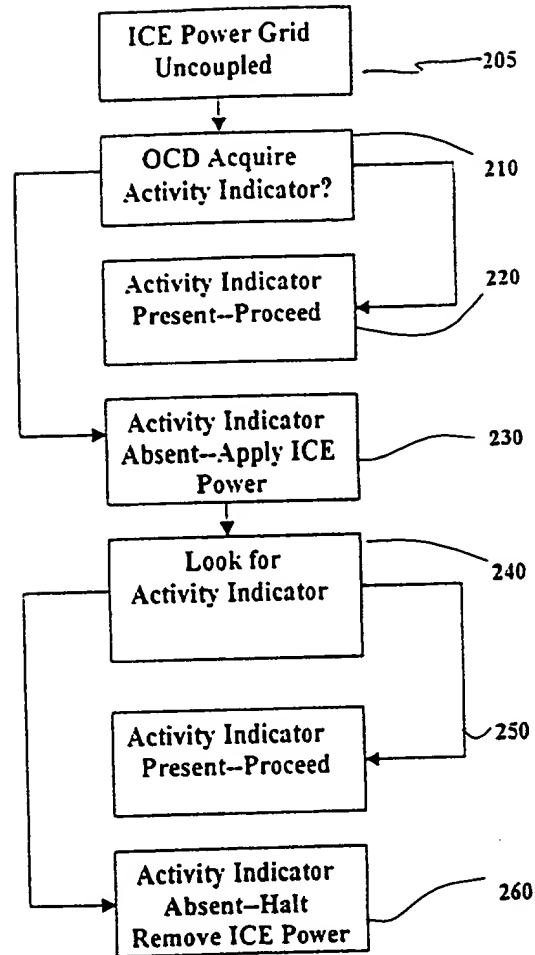 ICE Power Grid
Uncoupled
205
OCD Acquire
Activity Indicator?
210
Activity Indicator
Present--Proceed
220
Activity Indicator
Absent--Apply ICE
Power
230
Look for
Activity Indicator
240
Activity Indicator
Present--Proceed
250
Activity Indicator
Absent--Halt
Remove ICE Power
260